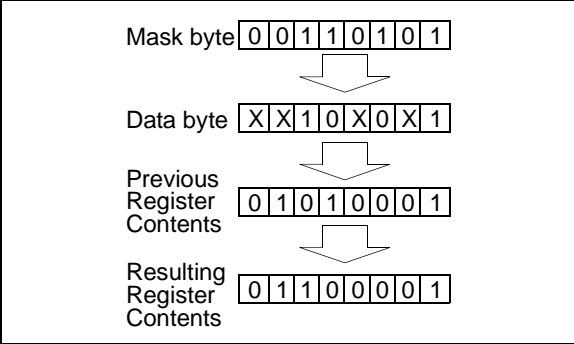 Mask byte 0 0 1 1 0 1 0 1
Data byte X X 1 0 X 0 X 1
Previous
Register
Contents
0 1 0 1 0 0 0 1
Resulting
Register
Contents
0 1 1 0 0 0 0 1